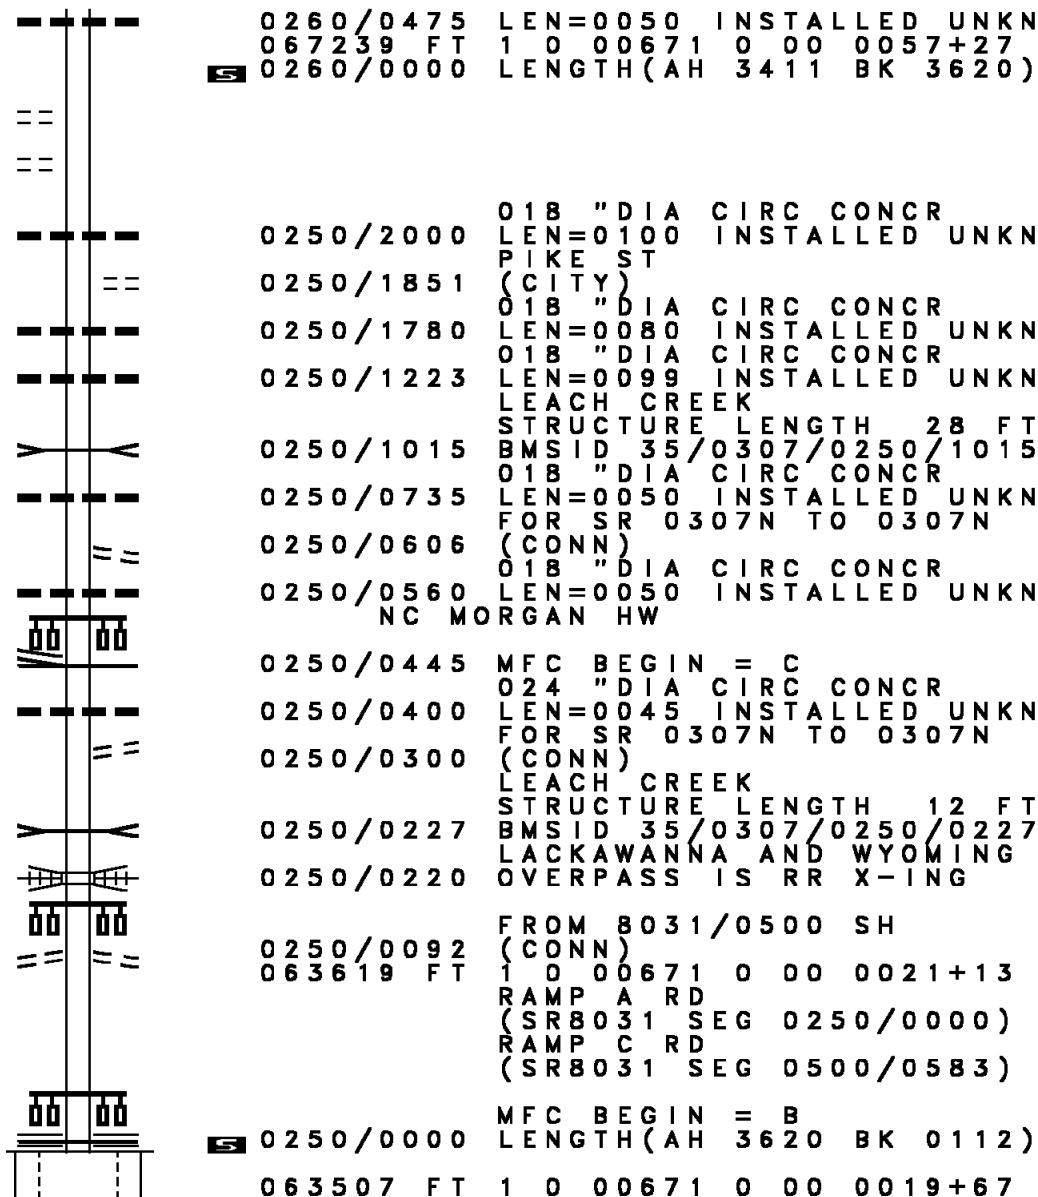 0260/0475 LEN=0050 INSTALLED UNKN
067239 FT 1 0 00671 0 00 0057+27
S 0260/0000 LENGTH(AH 3411 BK 3620)
018 "DIA CIRC CONCR
0250/2000 LEN=0100 INSTALLED UNKN
PIKE ST
0250/1851 (CITY)
018 "DIA CIRC CONCR
0250/1780 LEN=0080 INSTALLED UNKN
018 "DIA CIRC CONCR
0250/1223 LEN=0099 INSTALLED UNKN
LEACH CREEK
STRUCTURE LENGTH 28 FT
0250/1015 BMSID 35/0307/0250/1015
018 "DIA CIRC CONCR
0250/0735 LEN=0050 INSTALLED UNKN
FOR SR 0307N TO 0307N
0250/0606 (CONN)
018 "DIA CIRC CONCR
0250/0560 LEN=0050 INSTALLED UNKN
NC MORGAN HW
0250/0445 MFC BEGIN = C
024 "DIA CIRC CONCR
0250/0400 LEN=0045 INSTALLED UNKN
FOR SR 0307N TO 0307N
0250/0300 (CONN)
LEACH CREEK
STRUCTURE LENGTH 12 FT
0250/0227 BMSID 35/0307/0250/0227
LACKAWANNA AND WYOMING
0250/0220 OVERPASS IS RR X-ING
FROM 8031/0500 SH
0250/0092 (CONN)
063619 FT 1 0 00671 0 00 0021+13
RAMP A RD
(SR8031 SEG 0250/0000)
RAMP C RD
(SR8031 SEG 0500/0583)
MFC BEGIN = B
S 0250/0000 LENGTH(AH 3620 BK 0112)
063507 FT 1 0 00671 0 00 0019+67